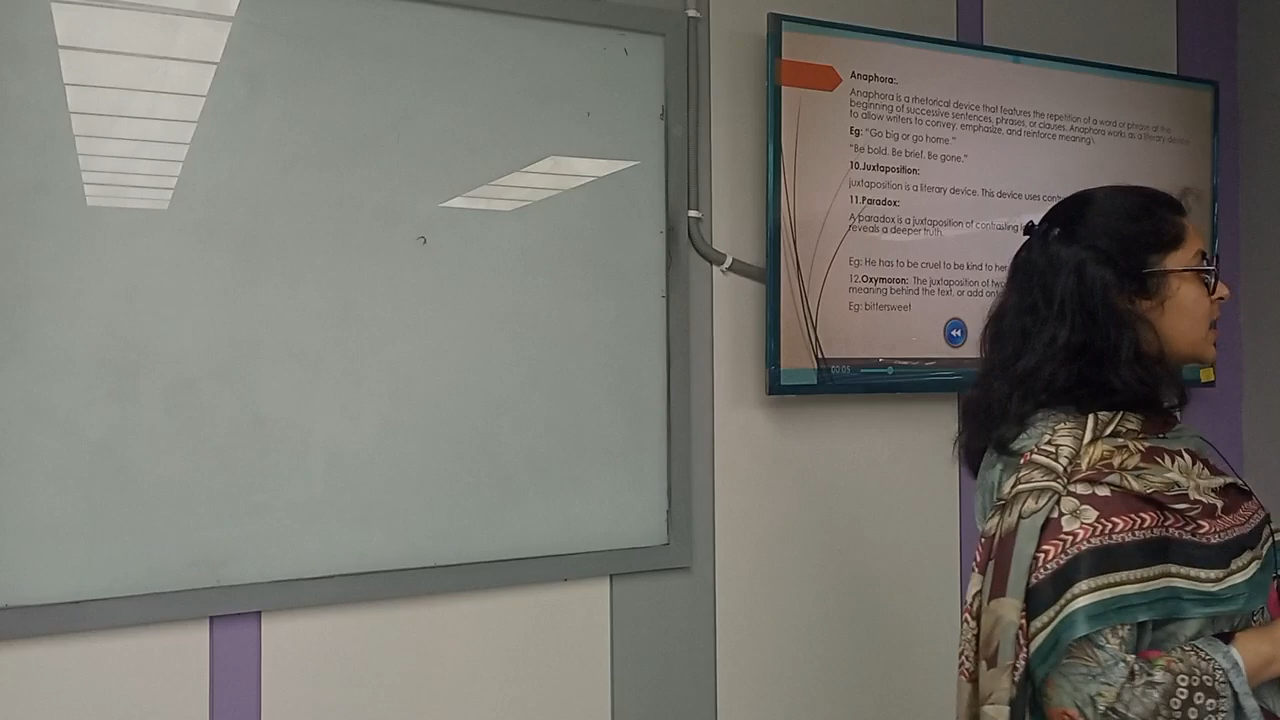 Anaphora:.
Anaphora is a rhetorical device that features the repetition of a word or phrase at the
beginning of successive sentences, phrases, or clauses. Anaphora works as a literary device
to allow writers to convey, emphasize, and reinforce meaning\
Eg: "Go big or go home."
"Be bold. Be brief. Be gone."
10.Juxtaposition:
juxtaposition is a literary device. This device uses
11.Paradox:
A paradox is a juxtaposition of contrasting
reveals a deeper truth
Eg: He has to be cruel to be kind to her
12.Oxymoron: The juxtaposition of two
meaning behind the text, or add
Eg: bittersweet
00:05